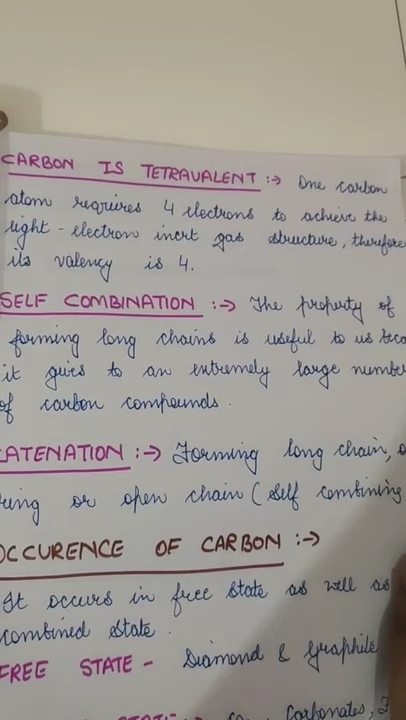 CARBON IS TETRAVALENT :→ One carbon
atom requires 4 electrons to achieve the
eight - electron inert gas structure, therefore
its valency is 4.
SELF COMBINATION :→ The property of
forming long chains is useful to us beca
it gives to an extremely large number
of carbon compounds.
CATENATION :→ Forming long chain,
ring or open chain (self combining
OCCURENCE OF CARBON :→
It occurs in free state as well as
combined state.
FREE STATE - Diamond & Graphite
STATE Carbonates,